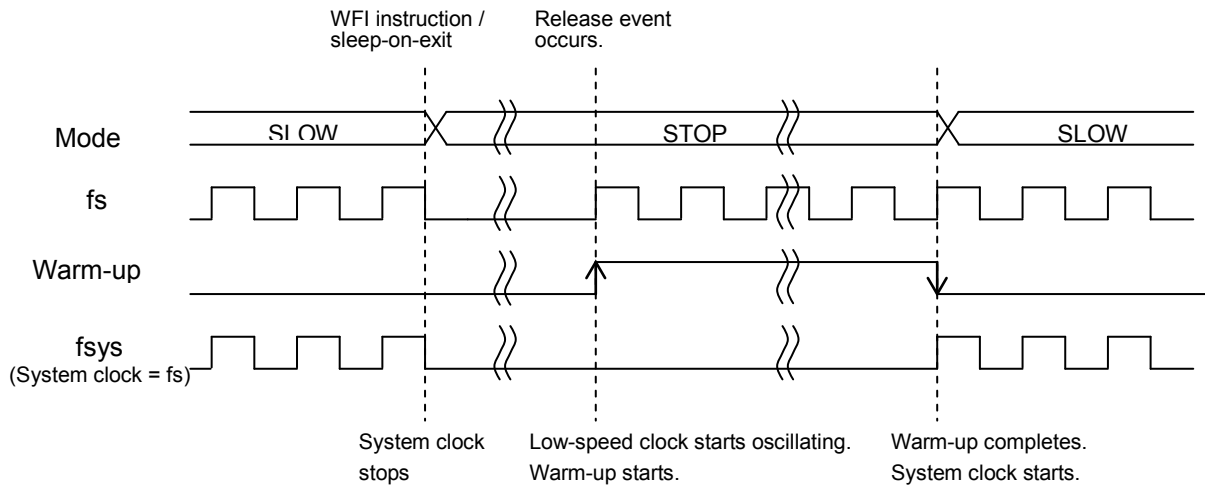 WFI instruction /
sleep-on-exit
Release event
occurs.
Mode
SLOW
STOP
SLOW
fs
Warm-up
fsys
(System clock = fs)
System clock
stops
Low-speed clock starts oscillating.
Warm-up starts.
Warm-up completes.
System clock starts.